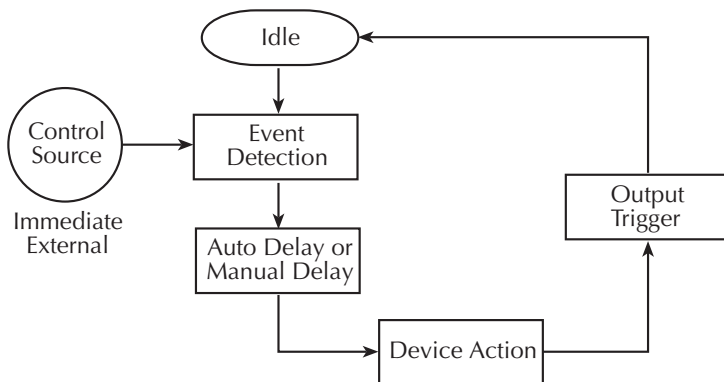 Idle
Control
Source
Immediate
External
Event
Detection
Auto Delay or
Manual Delay
Device Action
Output
Trigger